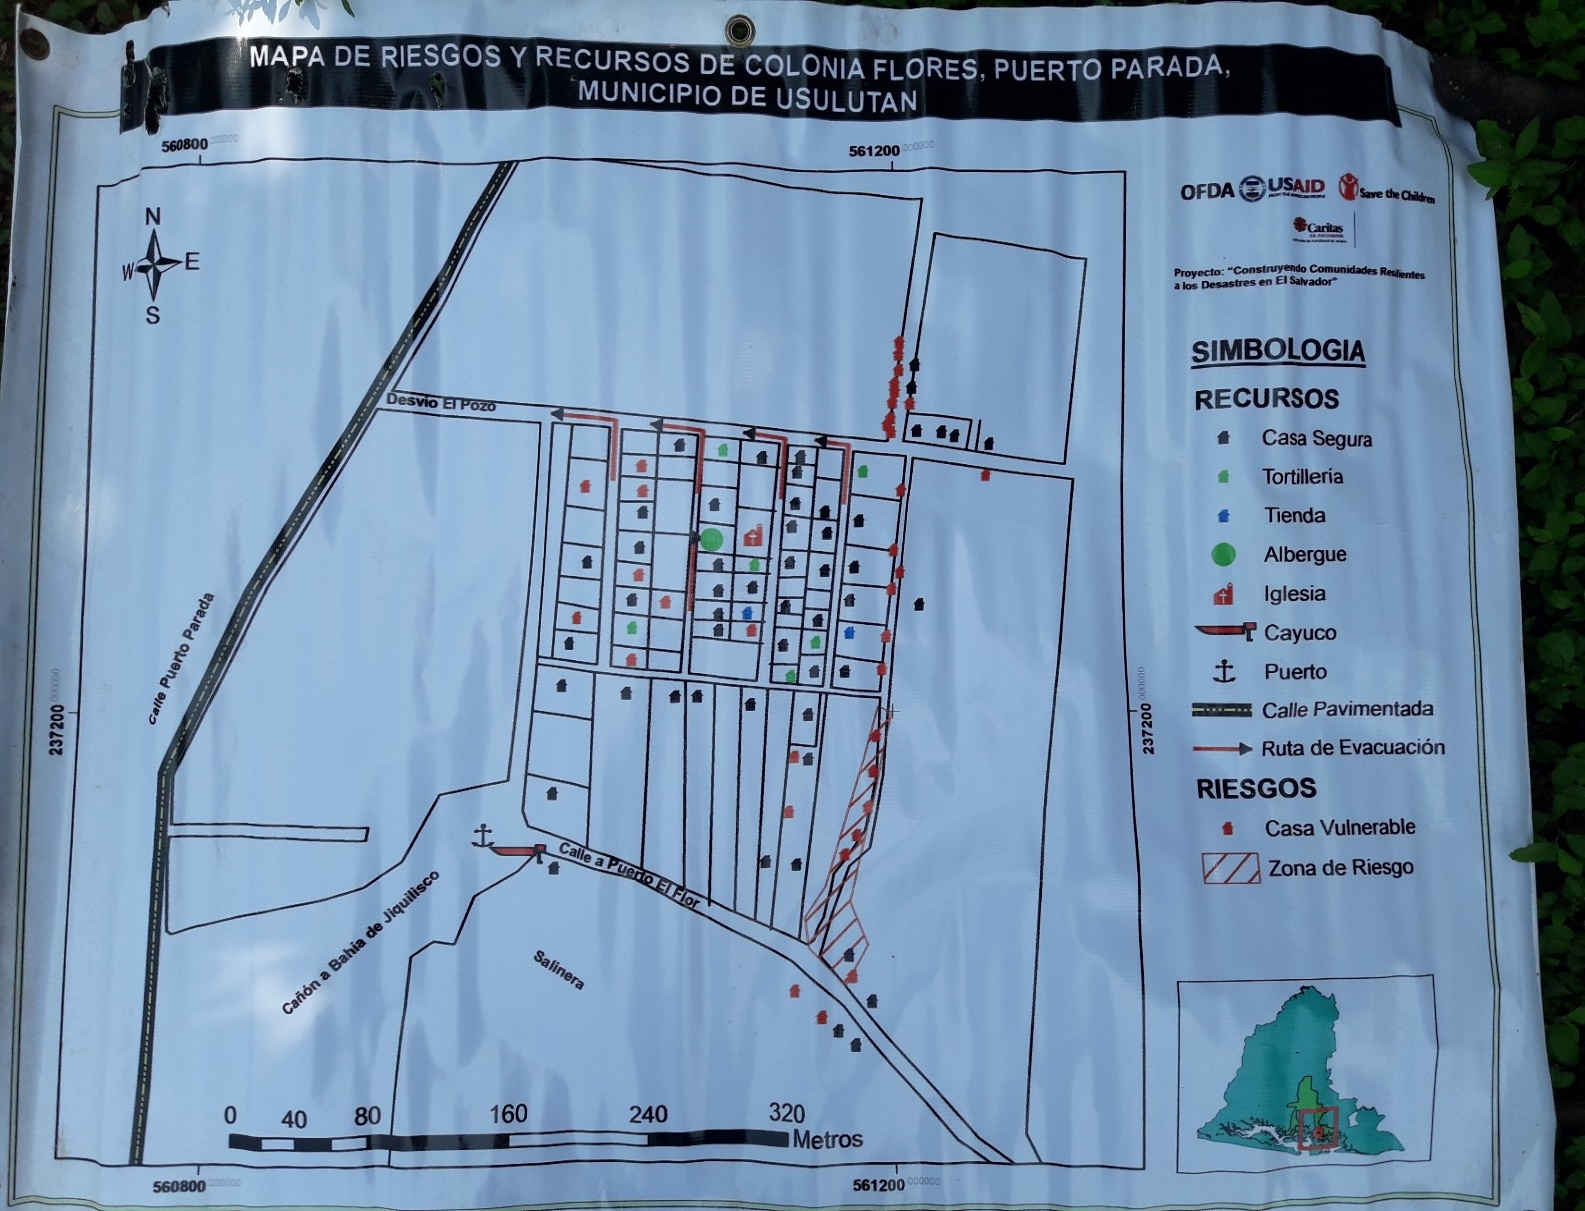 MAPA DE RIESGOS Y RECURSOS DE COLONIA FLORES, PUERTO PARADA,
MUNICIPIO DE USULUTAN
560800
561200
N
W E
S
OFDA USAID Save the Children
Caritas
Proyecto: "Construyendo Comunidades Resilientes
a los Desastres en El Salvador"
SIMBOLOGIA
RECURSOS
Casa Segura
Tortillería
Tienda
Albergue
Iglesia
Cayuco
Puerto
Calle Pavimentada
Ruta de Evacuación
RIESGOS
Casa Vulnerable
Zona de Riesgo
Desvio El Pozo
Calle Puerto Parada
237200
237200
Calle a Puerto El Flor
Cañón a Bahía de Jiquilisco
Salinera
0 40 80 160 240 320
Metros
560800
561200